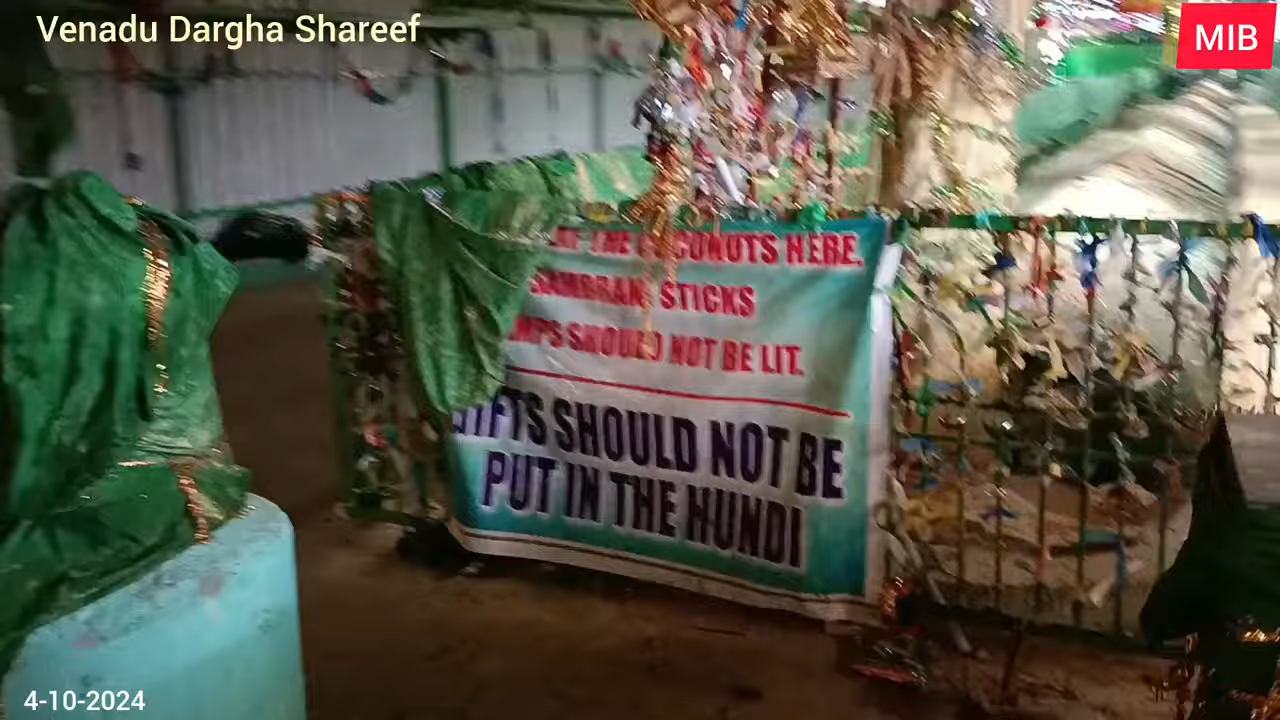 Venadu Dargha Shareef
MIB
THE COCONUTS HERE.
STICKS
SHOULD NOT BE LIT.
GIFTS SHOULD NOT BE
PUT IN THE HUNDI
4-10-2024